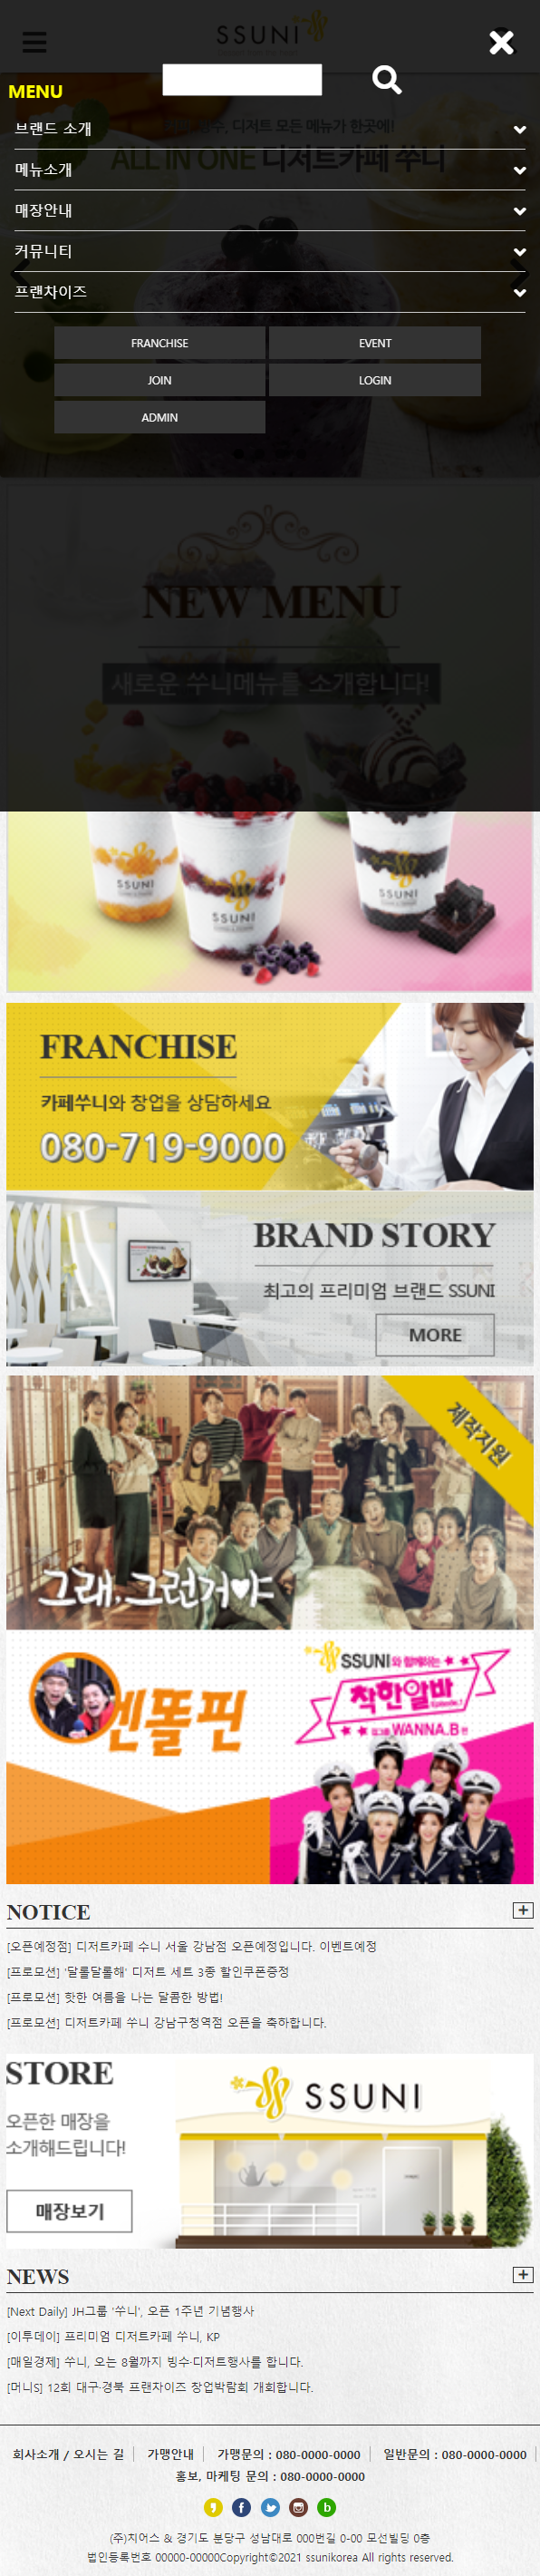 SSUNI
MENU
브랜드 소개
메뉴소개
매장안내
커뮤니티
프랜차이즈
디저트 모든 메뉴가 한곳에!
ALL IN ONE 디저트카페 쑤니
FRANCHISE EVENT
JOIN LOGIN
ADMIN
NEW MENU
새로운 쑤니메뉴를 소개합니다!
SSUNI SSUNI SSUNI
FRANCHISE
카페쑤니와 창업을 상담하세요
080-719-9000
BRAND STORY
최고의 프리미엄 브랜드 SSUNI
MORE
제작지원
그래, 그런거야
SSUNI와 함께하는
착한알바
WANNA.B
렌똘핀
NOTICE
[오픈예정점] 디저트카페 수니 서울 강남점 오픈예정입니다. 이벤트예정
[프로모션] '달톨달톨해' 디저트 세트 3종 할인쿠폰증정
[프로모션] 핫한 여름을 나는 달콤한 방법!
[프로모션] 디저트카페 쑤니 강남구청역점 오픈을 축하합니다.
STORE
오픈한 매장을
소개해드립니다!
매장보기
SSUNI
NEWS
[Next Daily] JH그룹 '쑤니', 오픈 1주년 기념행사
[이투데이] 프리미엄 디저트카페 쑤니, KP
[매일경제] 쑤니, 오는 8월까지 빙수·디저트행사를 합니다.
[머니S] 12회 대구·경북 프랜차이즈 창업박람회 개회합니다.
회사소개 / 오시는 길 가맹안내 가맹문의 : 080-0000-0000 일반문의 : 080-0000-0000
홍보, 마케팅 문의 : 080-0000-0000
(주)치어스 & 경기도 분당구 성남대로 000번길 0-00 모선빌딩 0층
법인등록번호 00000-00000Copyright©2021 ssunikorea All rights reserved.